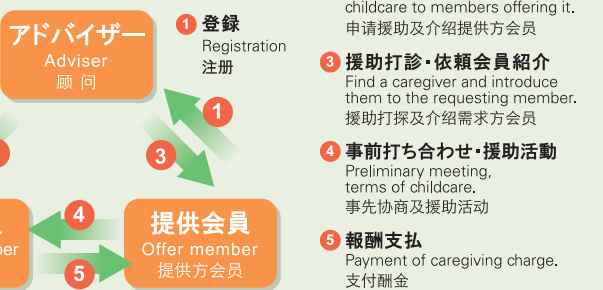 アドバイザー
Adviser
顾 问
1
3
4
5
提供会員
Offer member
提供方会员
1 登録
Registration
注册
childcare to members offering it.
申请援助及介绍提供方会员
3 援助打診・依頼会員紹介
Find a caregiver and introduce
them to the requesting member.
援助打探及介绍需求方会员
4 事前打ち合わせ・援助活動
Preliminary meeting,
terms of childcare.
事先协商及援助活动
5 報酬支払
Payment of caregiving charge.
支付酬金